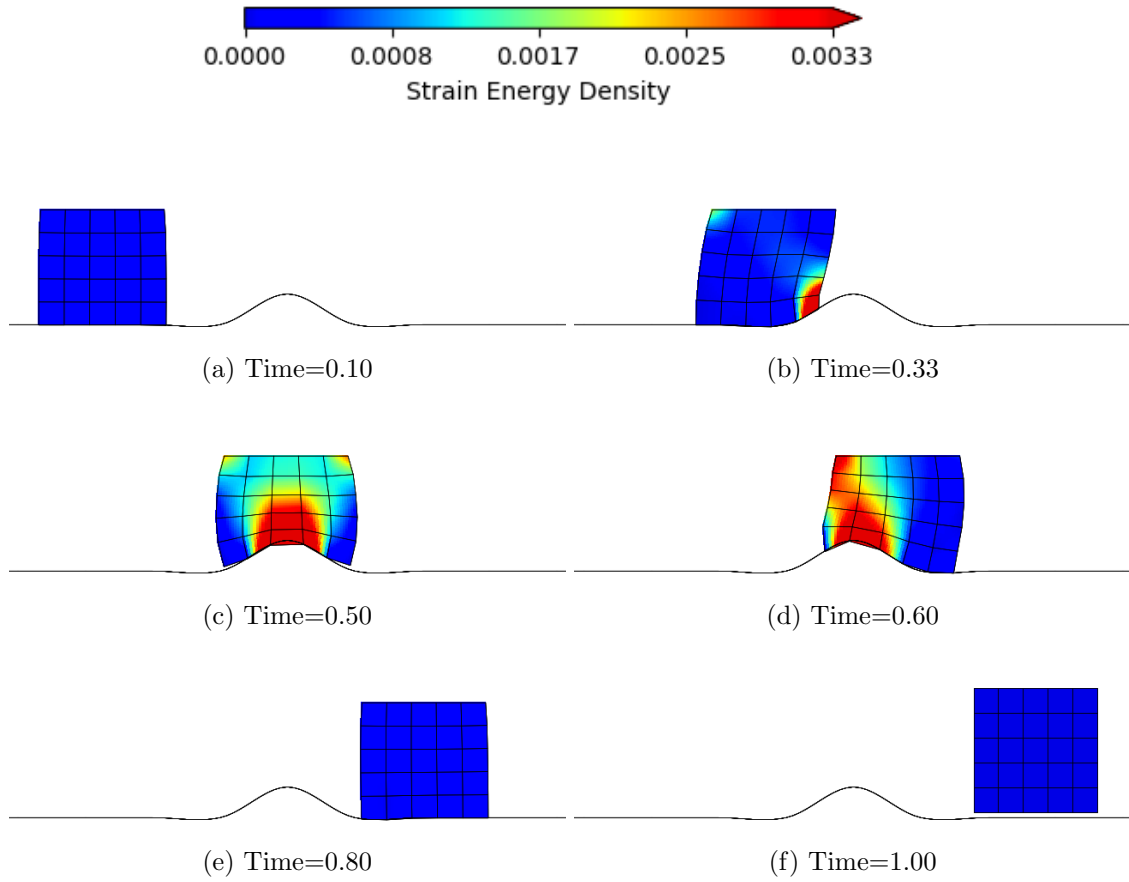 0.0000 0.0008 0.0017 0.0025 0.0033
Strain Energy Density
(a) Time=0.10
(b) Time=0.33
(c) Time=0.50
(d) Time=0.60
(e) Time=0.80
(f) Time=1.00